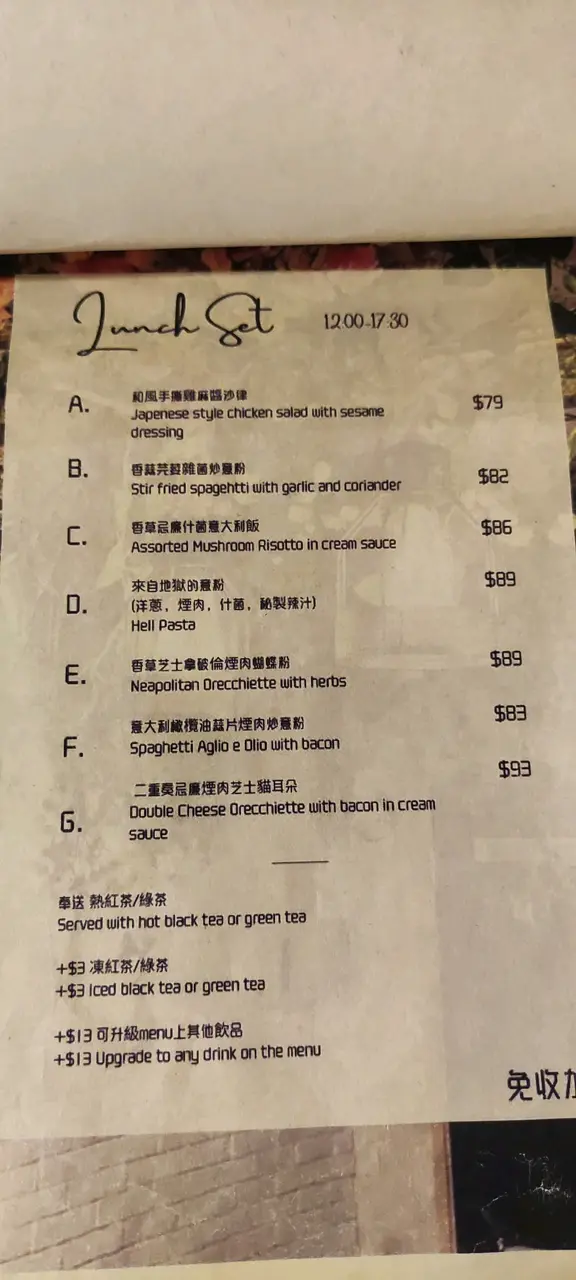 Lunch Set 12:00-17:30
A. 和風手撕雞麻醬沙律 $79
Japenese style chicken salad with sesame
dressing
B. 香蒜芫荽雜菌炒意粉 $82
Stir fried spagehtti with garlic and coriander
C. 香草忌廉什菌意大利飯 $86
Assorted Mushroom Risotto in cream sauce
D. 來自地獄的意粉 $89
(洋蔥，煙肉，什菌，秘製辣汁)
Hell Pasta
E. 香草芝士拿破倫煙肉蝴蝶粉 $89
Neapolitan Orecchiette with herbs
F. 意大利橄欖油蒜片煙肉炒意粉 $83
Spaghetti Aglio e Olio with bacon
G. 二重奏忌廉煙肉芝士貓耳朵 $93
Double Cheese Orecchiette with bacon in cream
sauce
奉送 熱紅茶/綠茶
Served with hot black tea or green tea
+$3 凍紅茶/綠茶
+$3 Iced black tea or green tea
+$13 可升級menu上其他飲品
+$13 Upgrade to any drink on the menu
免收加